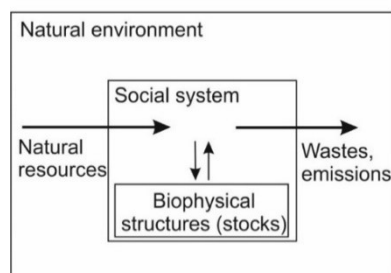 Natural environment
Social system
Natural
resources
Wastes,
emissions
Biophysical
structures (stocks)